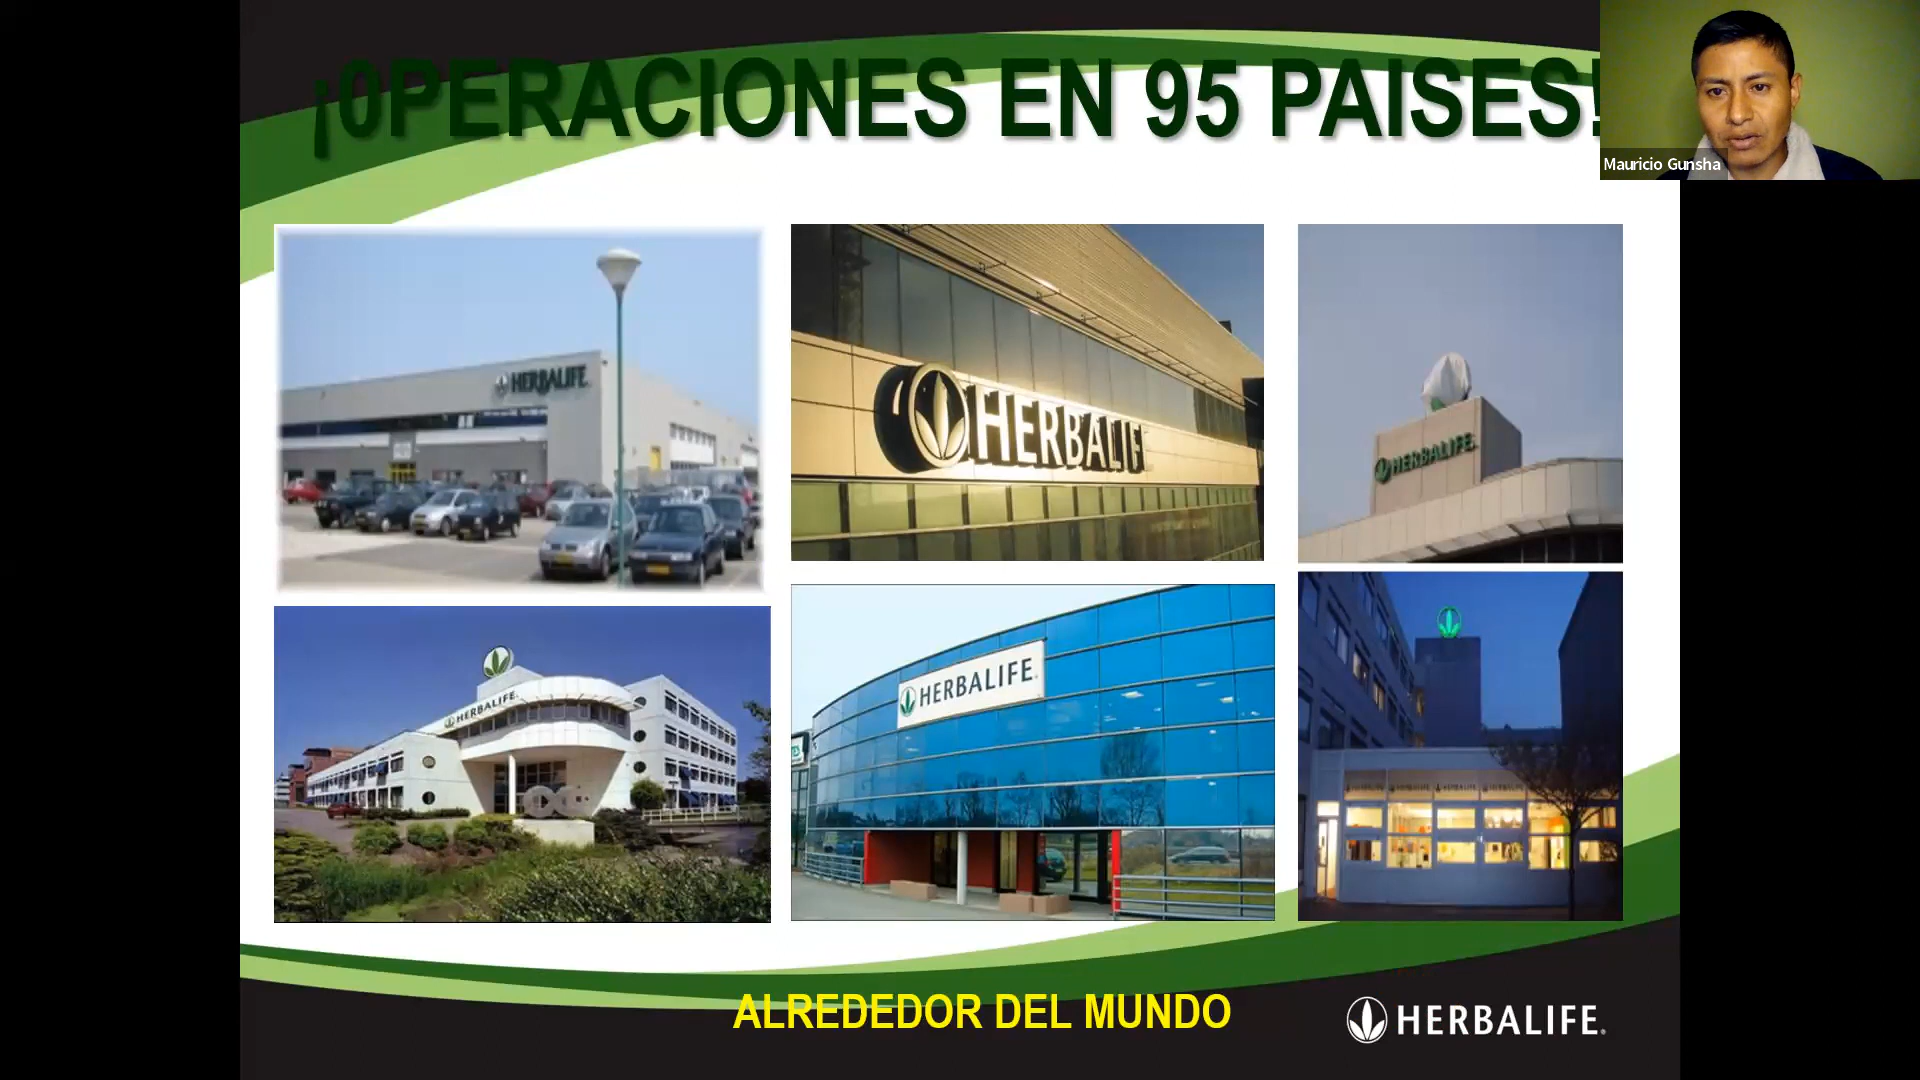 ¡0PERACIONES EN 95 PAISES!
Mauricio Gunsha
HERBALIFE.
HERBALIFE
HERBALIFE.
HERBALIFE.
HERBALIFE.
ALREDEDOR DEL MUNDO
HERBALIFE.